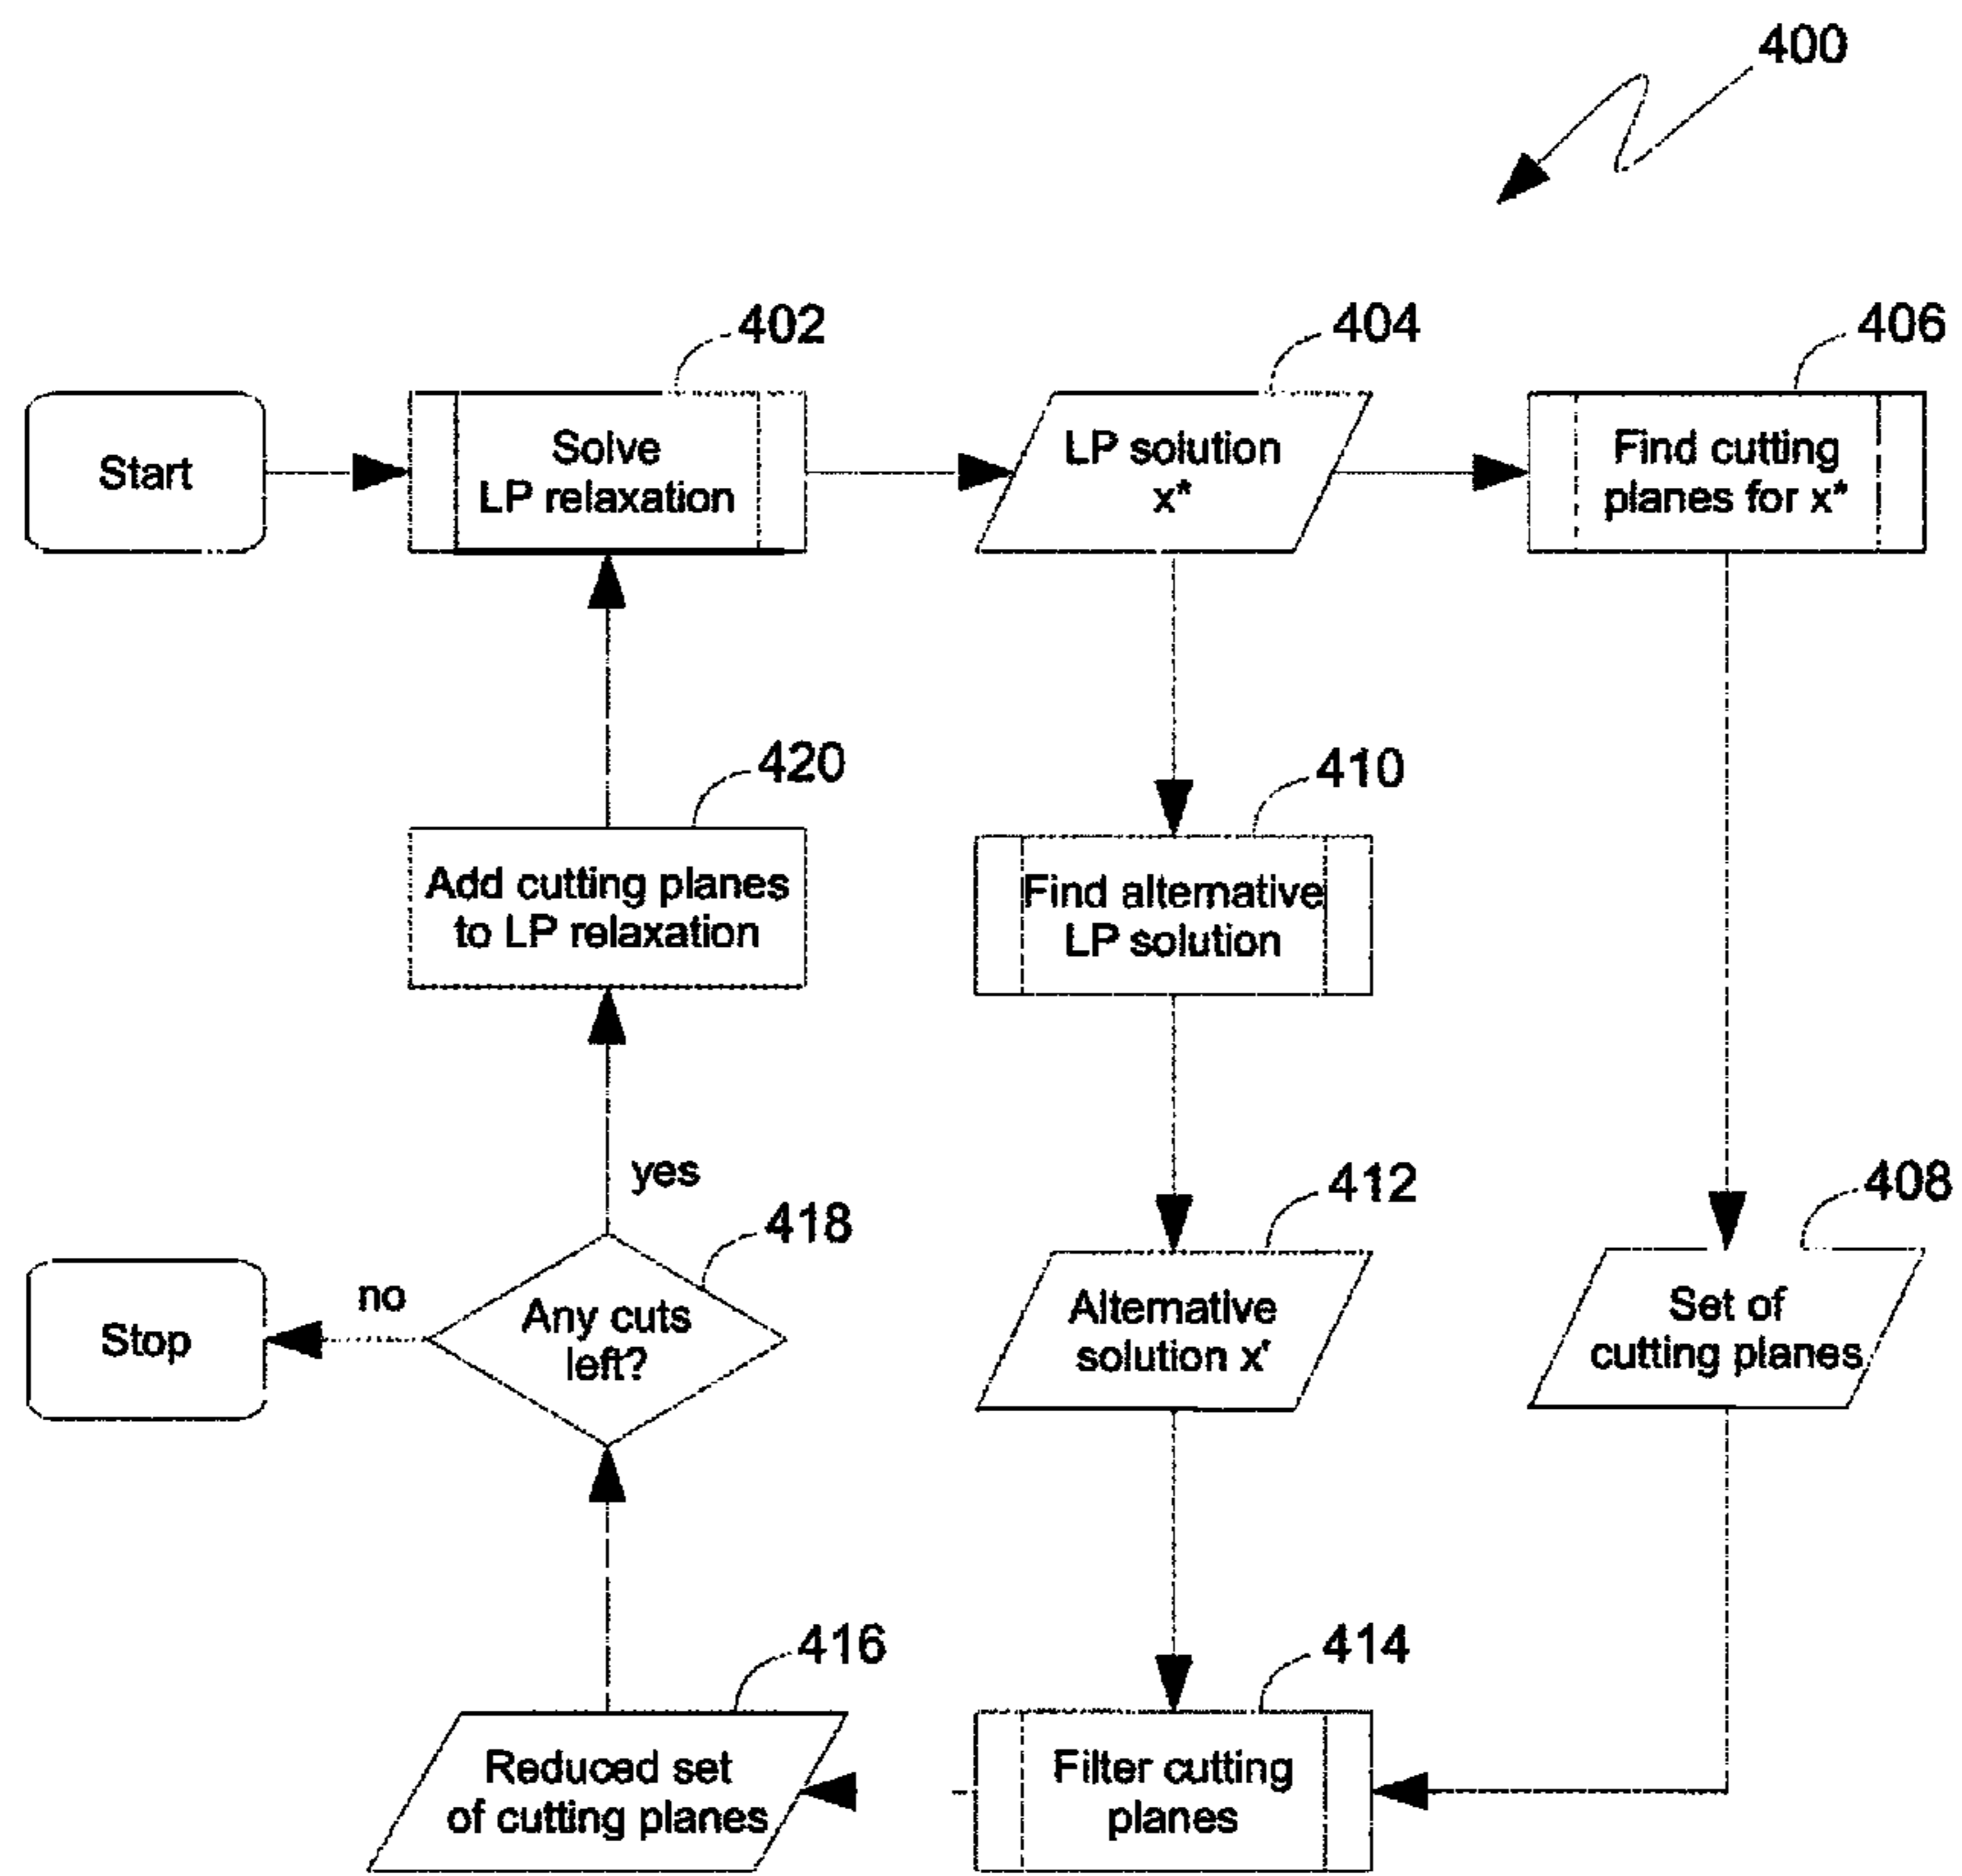 400
402
404
406
Start
Solve
LP relaxation
LP solution
x*
Find cutting
planes for x*
420
410
Add cutting planes
to LP relaxation
Find alternative
LP solution
yes
418
412
408
Stop
no
Any cuts
left?
Alternative
solution x'
Set of
cutting planes
416
414
Reduced set
of cutting planes
Filter cutting
planes